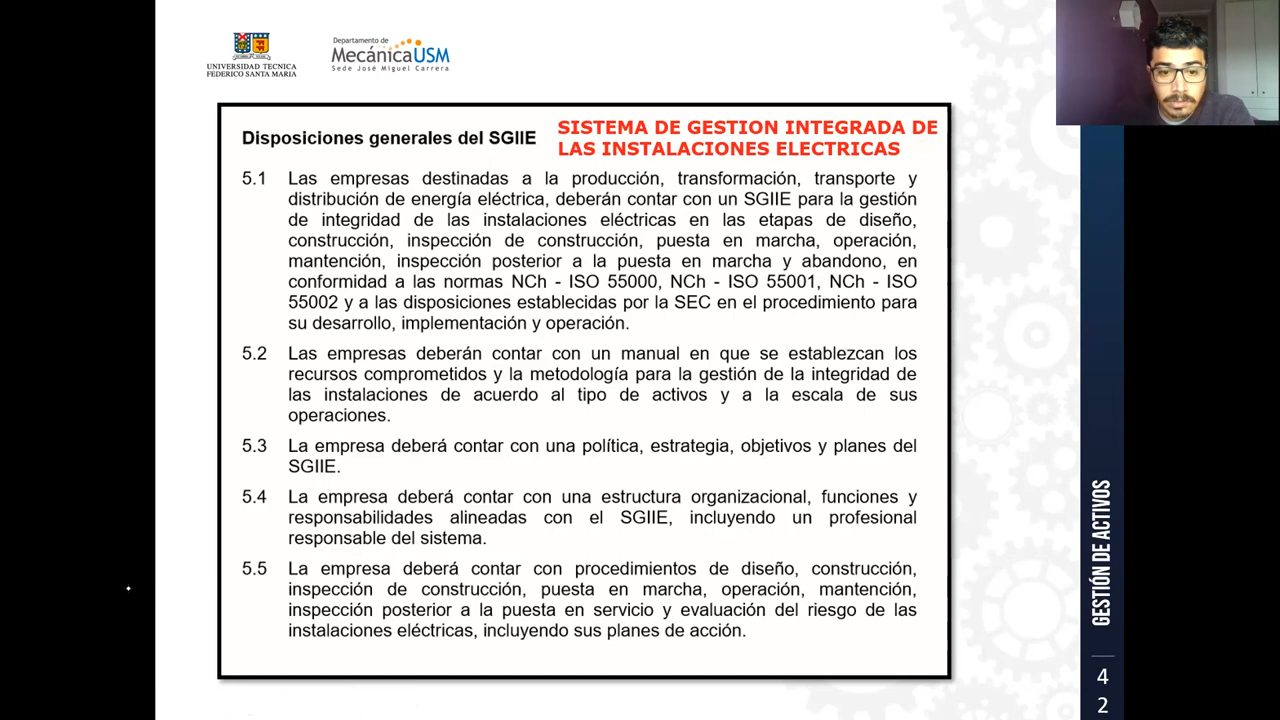 UNIVERSIDAD TECNICA
FEDERICO SANTA MARIA
Departamento de
MecánicaUSM
Sede José Miguel Carrera
Disposiciones generales del SGIIE
SISTEMA DE GESTION INTEGRADA DE
LAS INSTALACIONES ELECTRICAS
5.1 Las empresas destinadas a la producción, transformación, transporte y
distribución de energía eléctrica, deberán contar con un SGIIE para la gestión
de integridad de las instalaciones eléctricas en las etapas de diseño,
construcción, inspección de construcción, puesta en marcha, operación,
mantención, inspección posterior a la puesta en marcha y abandono, en
conformidad a las normas NCh - ISO 55000, NCh - ISO 55001, NCh - ISO
55002 y a las disposiciones establecidas por la SEC en el procedimiento para
su desarrollo, implementación y operación.
5.2 Las empresas deberán contar con un manual en que se establezcan los
recursos comprometidos y la metodología para la gestión de la integridad de
las instalaciones de acuerdo al tipo de activos y a la escala de sus
operaciones.
5.3 La empresa deberá contar con una política, estrategia, objetivos y planes del
SGIIE.
5.4 La empresa deberá contar con una estructura organizacional, funciones y
responsabilidades alineadas con el SGIIE, incluyendo un profesional
responsable del sistema.
5.5 La empresa deberá contar con procedimientos de diseño, construcción,
inspección de construcción, puesta en marcha, operación, mantención,
inspección posterior a la puesta en servicio y evaluación del riesgo de las
instalaciones eléctricas, incluyendo sus planes de acción.
GESTIÓN DE ACTIVOS
4
2